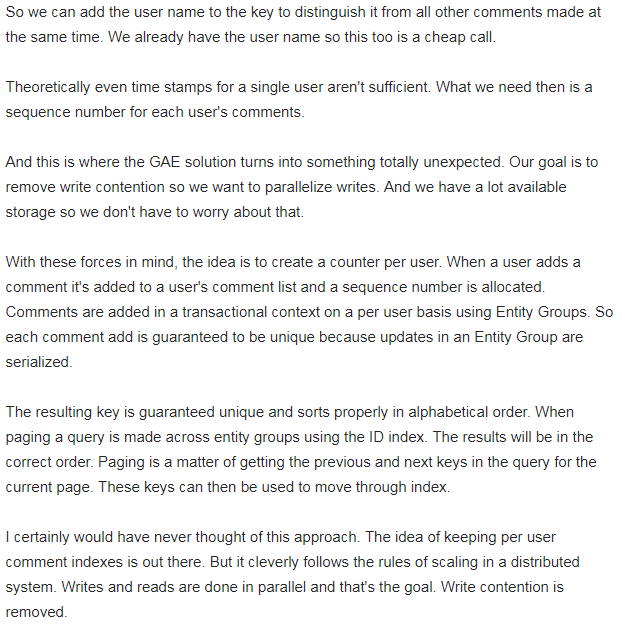 So we can add the user name to the key to distinguish it from all other comments made at
the same time. We already have the user name so this too is a cheap call.
Theoretically even time stamps for a single user aren't sufficient. What we need then is a
sequence number for each user's comments.
And this is where the GAE solution turns into something totally unexpected. Our goal is to
remove write contention so we want to parallelize writes. And we have a lot available
storage so we don't have to worry about that.
With these forces in mind, the idea is to create a counter per user. When a user adds a
comment it's added to a user's comment list and a sequence number is allocated.
Comments are added in a transactional context on a per user basis using Entity Groups. So
each comment add is guaranteed to be unique because updates in an Entity Group are
serialized.
The resulting key is guaranteed unique and sorts properly in alphabetical order. When
paging a query is made across entity groups using the ID index. The results will be in the
correct order. Paging is a matter of getting the previous and next keys in the query for the
current page. These keys can then be used to move through index.
I certainly would have never thought of this approach. The idea of keeping per user
comment indexes is out there. But it cleverly follows the rules of scaling in a distributed
system. Writes and reads are done in parallel and that's the goal. Write contention is
removed.